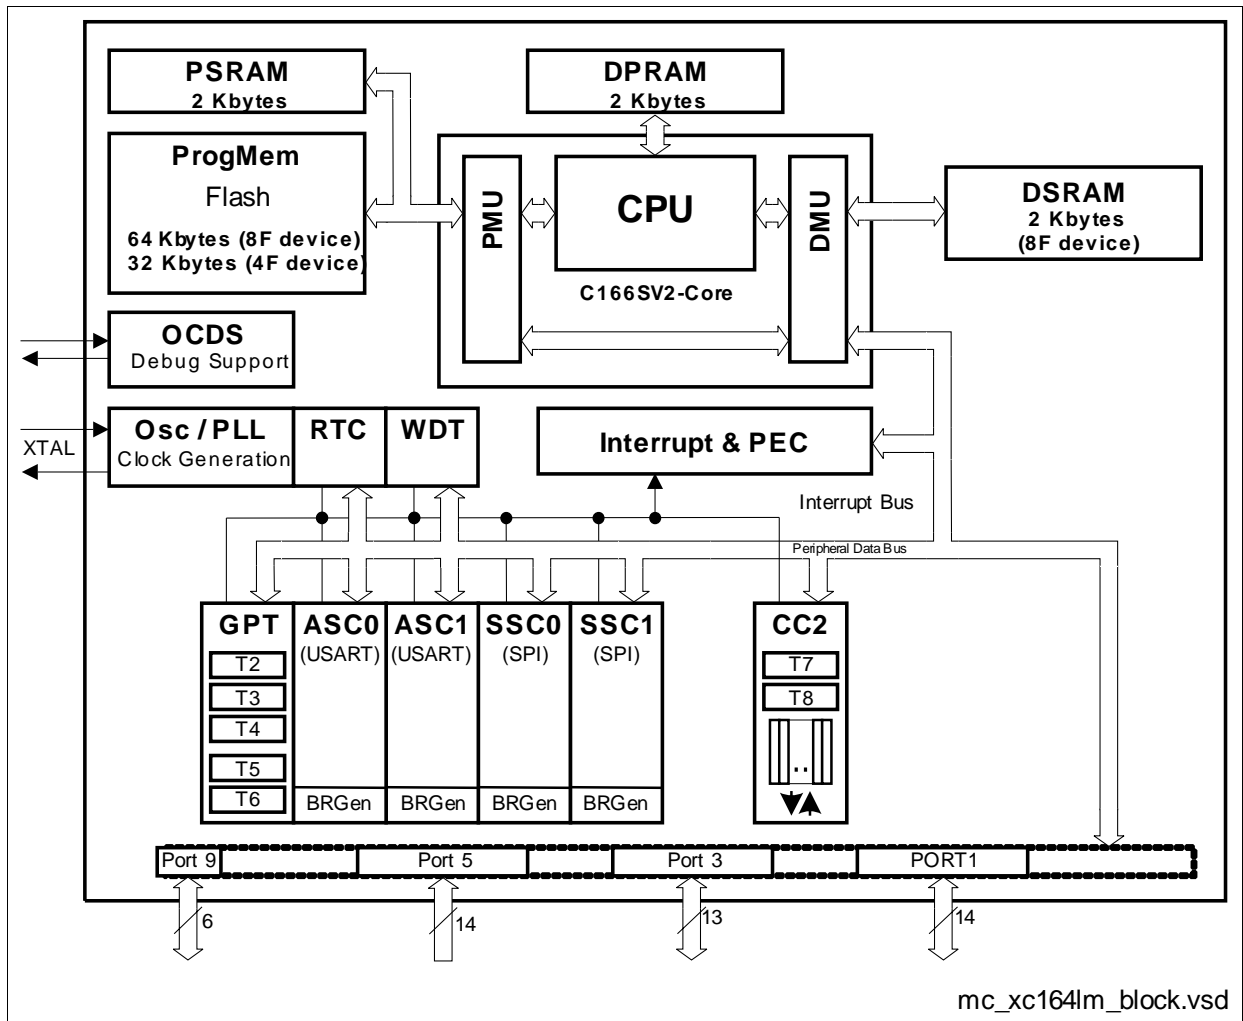 PSRAM
2 Kbytes
DPRAM
2 Kbytes
ProgMem
Flash
64 Kbytes (8F device)
32 Kbytes (4F device)
PMU
CPU
DMU
C166SV2-Core
DSRAM
2 Kbytes
(8F device)
OCDS
Debug Support
XTAL
Osc / PLL
Clock Generation
RTC
WDT
Interrupt & PEC
Interrupt Bus
Peripheral Data Bus
GPT
T2
T3
T4
T5
T6
ASC0
(USART)
BRGen
ASC1
(USART)
BRGen
SSC0
(SPI)
BRGen
SSC1
(SPI)
BRGen
CC2
T7
T8
..
Port 9
Port 5
Port 3
PORT1
6
14
13
14
mc_xc164lm_block.vsd